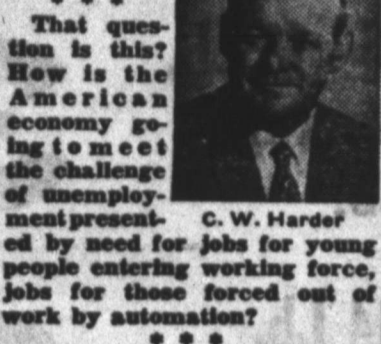 * * *
That ques-
tion is this?
How is the
American
economy go-
ing to meet
the challenge
of unemploy-
ment present-
C. W. Harder
ed by need for jobs for young
people entering working force,
jobs for those forced out of
work by automation?
* * *